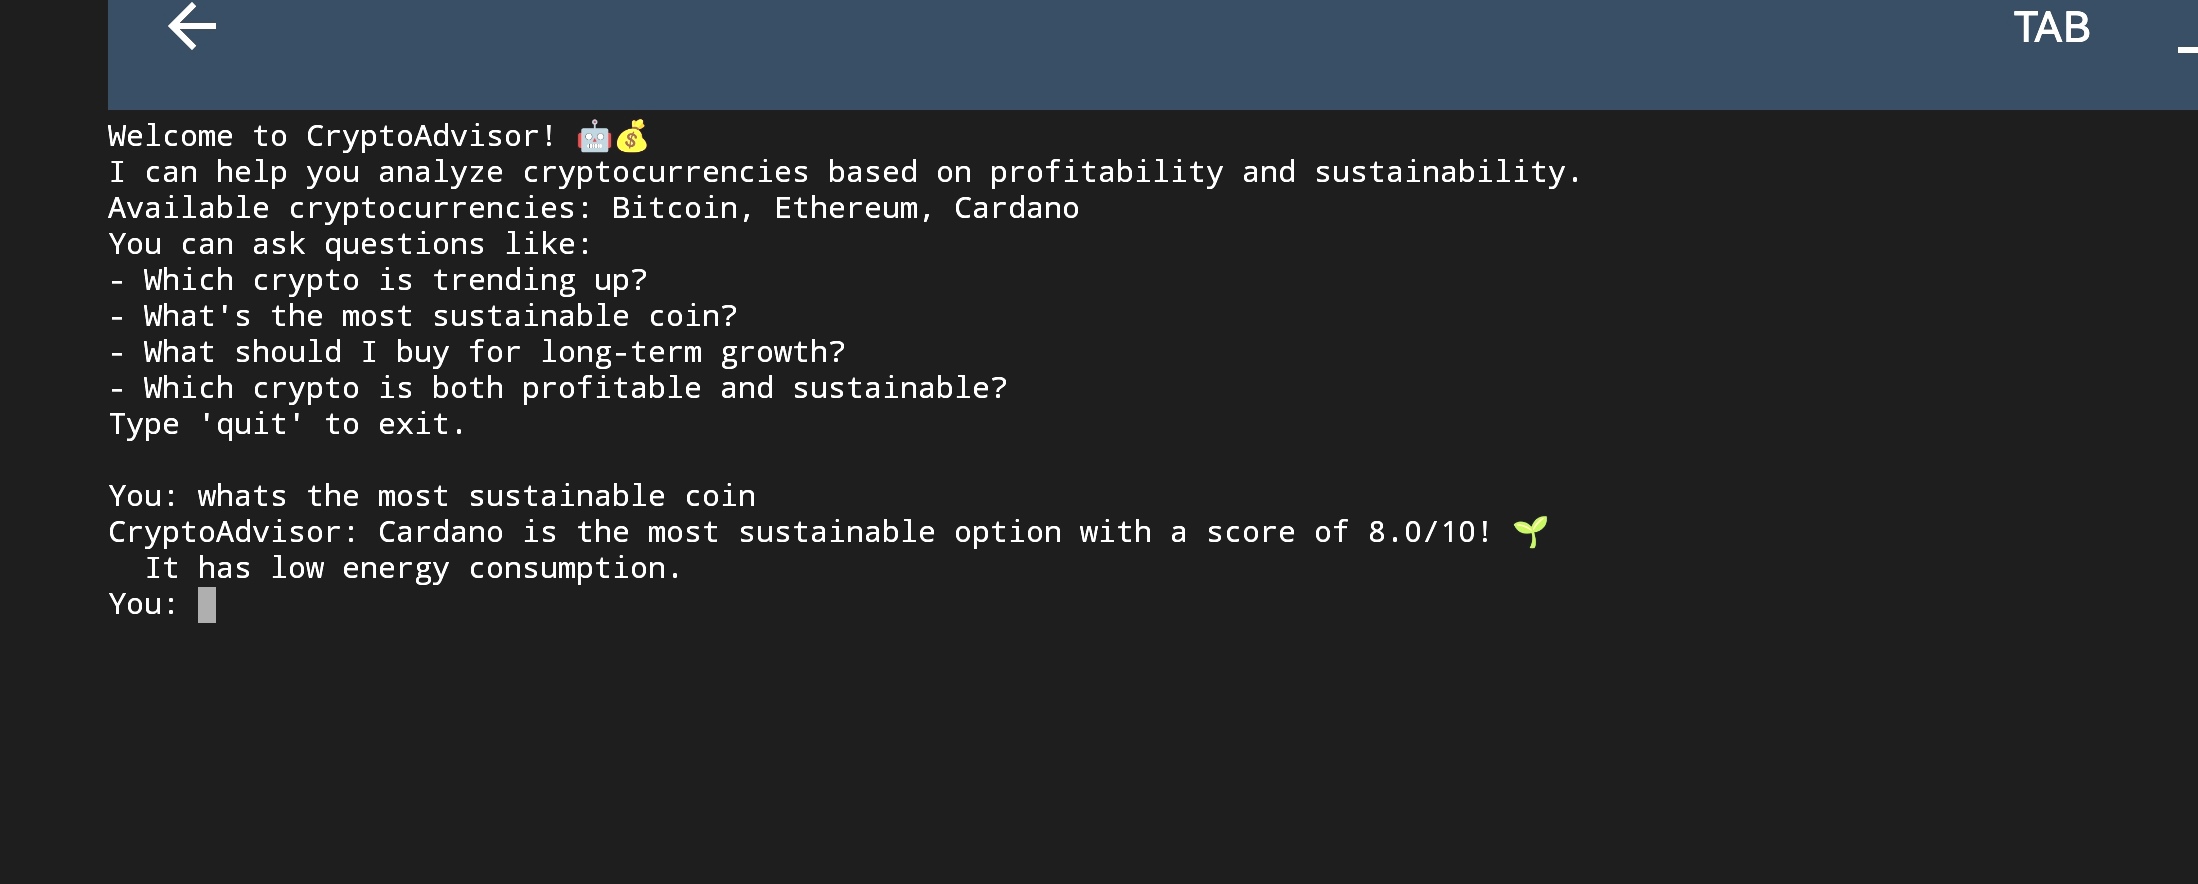 TAB
Welcome to CryptoAdvisor! 🤖💰
I can help you analyze cryptocurrencies based on profitability and sustainability.
Available cryptocurrencies: Bitcoin, Ethereum, Cardano
You can ask questions like:
- Which crypto is trending up?
- What's the most sustainable coin?
- What should I buy for long-term growth?
- Which crypto is both profitable and sustainable?
Type 'quit' to exit.
You: whats the most sustainable coin
CryptoAdvisor: Cardano is the most sustainable option with a score of 8.0/10! 🌱
It has low energy consumption.
You: